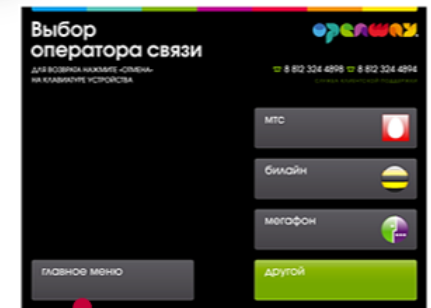 Выбор
оператора связи
ДЛЯ ВОЗВРАТА НАЖМИТЕ «ОТМЕНА»
НА КЛАВИАТУРЕ УСТРОЙСТВА
openway.
☎ 8 812 324 4898 ☎ 8 812 324 4894
СЛУЖБА КЛИЕНТСКОЙ ПОДДЕРЖКИ
мтс
билайн
мегафон
главное меню
другой